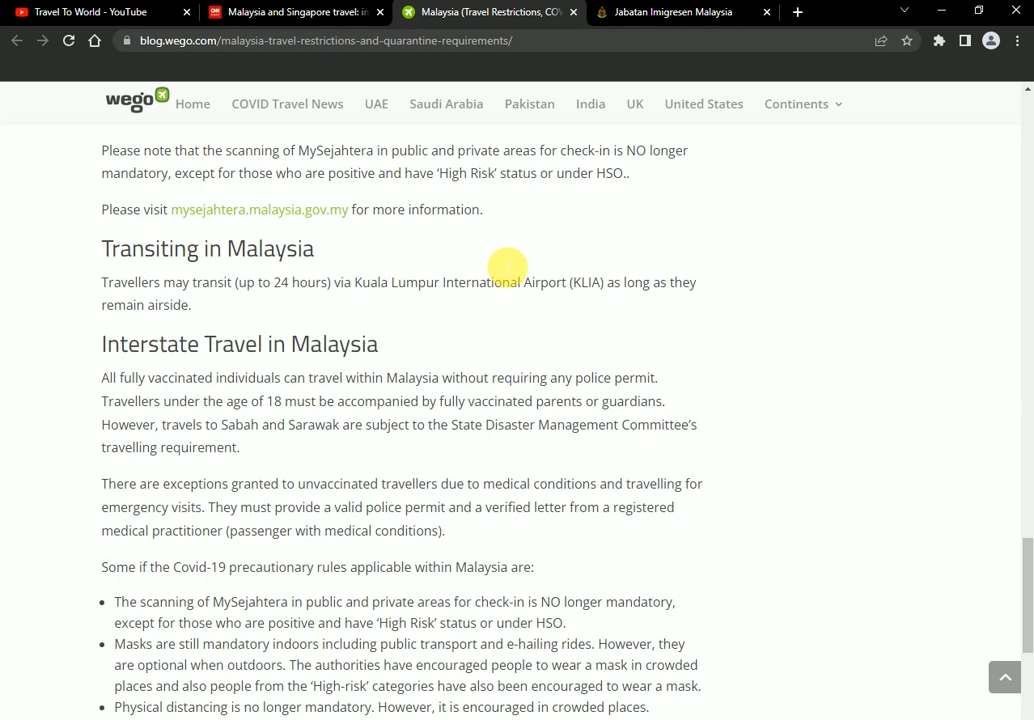 Travel To World - YouTube
Malaysia and Singapore travel: in
Malaysia (Travel Restrictions, COV
Jabatan Imigresen Malaysia
blog.wego.com/malaysia-travel-restrictions-and-quarantine-requirements/
wego Home COVID Travel News UAE Saudi Arabia Pakistan India UK United States Continents
Please note that the scanning of MySejahtera in public and private areas for check-in is NO longer
mandatory, except for those who are positive and have ‘High Risk’ status or under HSO..
Please visit mysejahtera.malaysia.gov.my for more information.
Transiting in Malaysia
Travellers may transit (up to 24 hours) via Kuala Lumpur International Airport (KLIA) as long as they
remain airside.
Interstate Travel in Malaysia
All fully vaccinated individuals can travel within Malaysia without requiring any police permit.
Travellers under the age of 18 must be accompanied by fully vaccinated parents or guardians.
However, travels to Sabah and Sarawak are subject to the State Disaster Management Committee’s
travelling requirement.
There are exceptions granted to unvaccinated travellers due to medical conditions and travelling for
emergency visits. They must provide a valid police permit and a verified letter from a registered
medical practitioner (passenger with medical conditions).
Some if the Covid-19 precautionary rules applicable within Malaysia are:
• The scanning of MySejahtera in public and private areas for check-in is NO longer mandatory,
except for those who are positive and have ‘High Risk’ status or under HSO.
• Masks are still mandatory indoors including public transport and e-hailing rides. However, they
are optional when outdoors. The authorities have encouraged people to wear a mask in crowded
places and also people from the ‘High-risk’ categories have also been encouraged to wear a mask.
• Physical distancing is no longer mandatory. However, it is encouraged in crowded places.